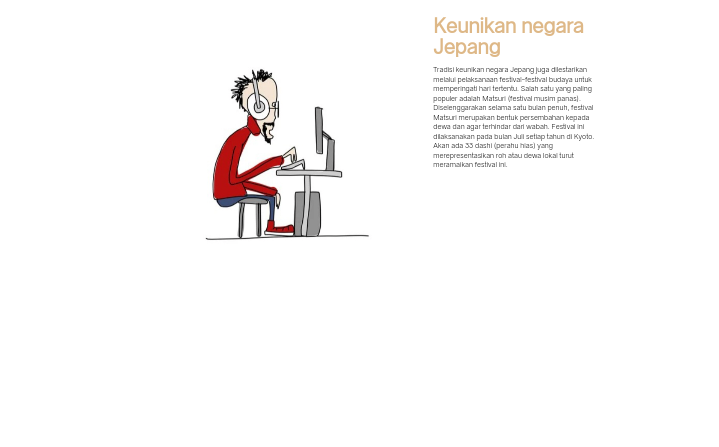 Keunikan negara
Jepang
Tradisi keunikan negara Jepang juga dilestarikan
melalui pelaksanaan festival-festival budaya untuk
memperingati hari tertentu. Salah satu yang paling
populer adalah Matsuri (festival musim panas).
Diselenggarakan selama satu bulan penuh, festival
Matsuri merupakan bentuk persembahan kepada
dewa dan agar terhindar dari wabah. Festival ini
dilaksanakan pada bulan Juli setiap tahun di Kyoto.
Akan ada 33 dashi (perahu hias) yang
merepresentasikan roh atau dewa lokal turut
meramaikan festival ini.